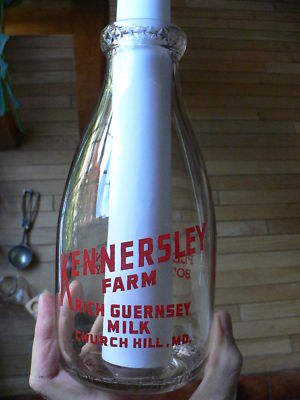 KENNERSLEY
FARM
RICH GUERNSEY
MILK
CHURCH HILL, MD.